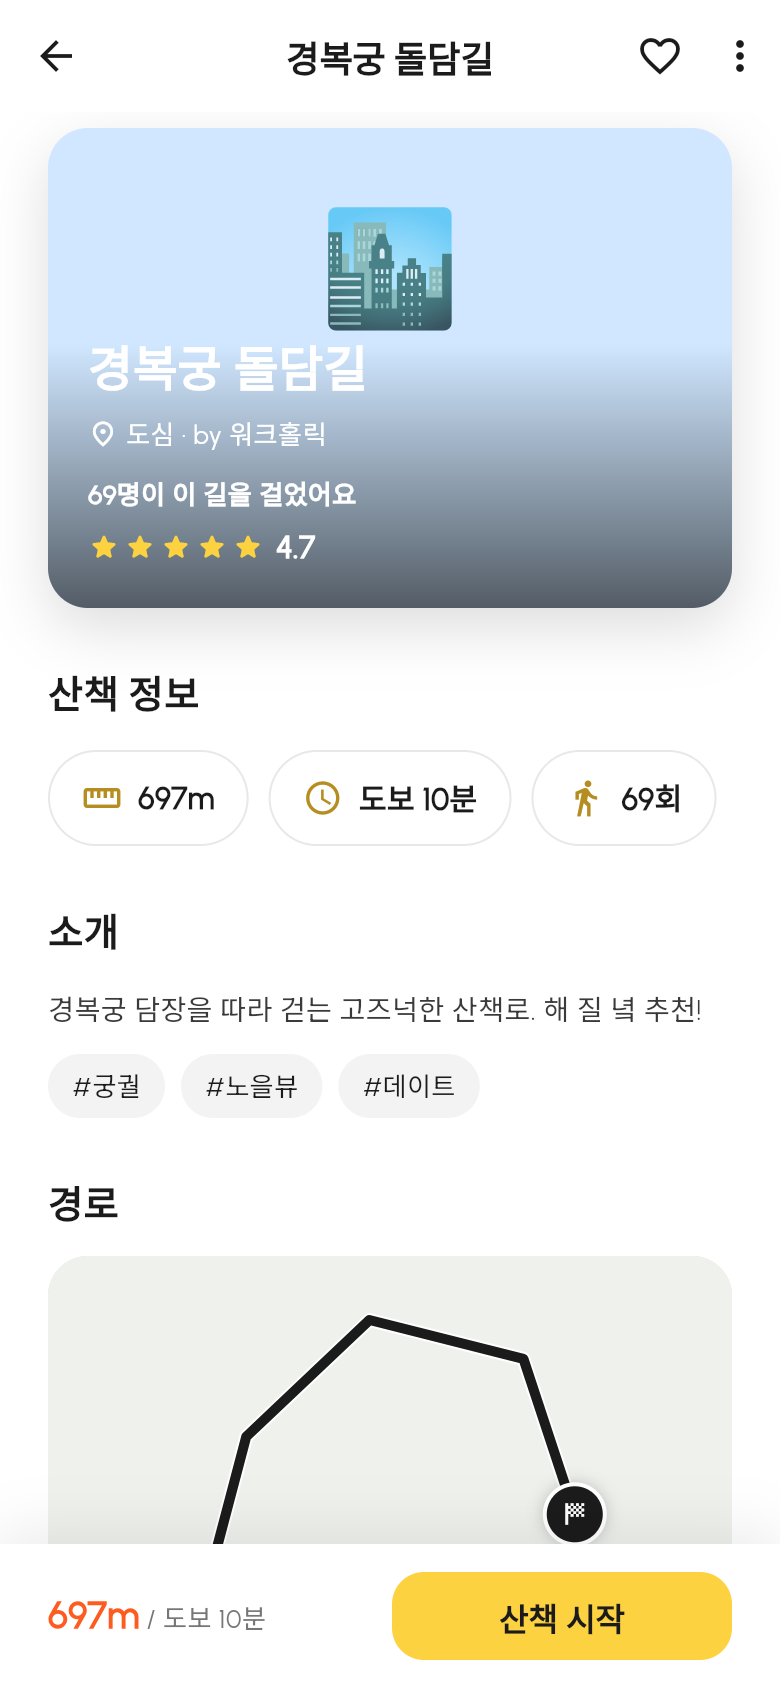 경복궁 돌담길
경복궁 돌담길
도심 · by 워크홀릭
69명이 이 길을 걸었어요
4.7
산책 정보
697m
도보 10분
69회
소개
경복궁 담장을 따라 걷는 고즈넉한 산책로. 해 질 녘 추천!
#궁궐 #노을뷰 #데이트
경로
697m / 도보 10분
산책 시작